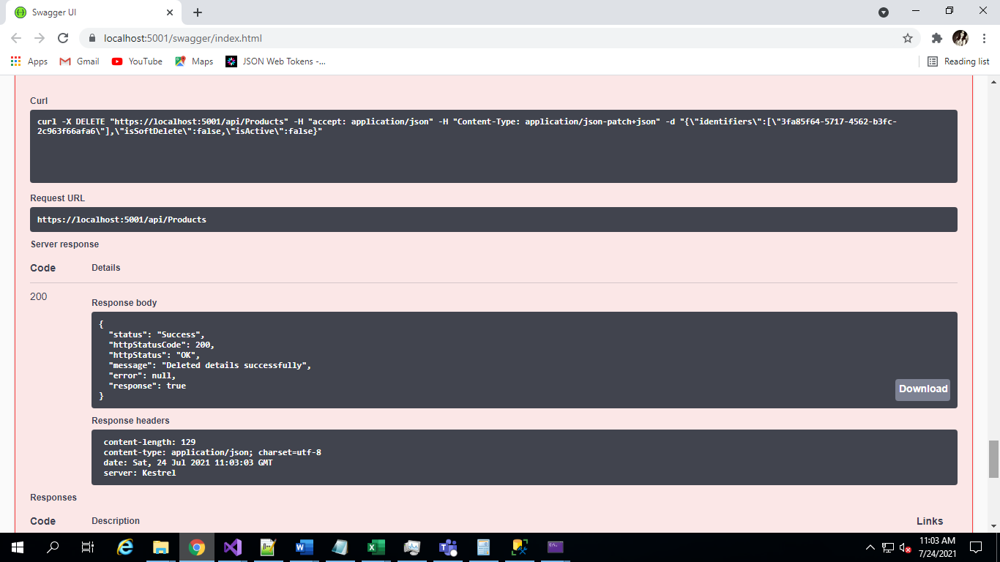 Swagger UI
localhost:5001/swagger/index.html
Apps
Gmail
YouTube
Maps
JSON Web Tokens -...
Reading list
Curl
curl -X DELETE "https://localhost:5001/api/Products" -H "accept: application/json" -H "Content-Type: application/json-patch+json" -d "{\"identifiers\":[\"3fa85f64-5717-4562-b3fc-
2c963f66afa6\"],\"isSoftDelete\":false,\"isActive\":false}"
Request URL
https://localhost:5001/api/Products
Server response
Code Details
200
Response body
{
  "status": "Success",
  "httpStatusCode": 200,
  "httpStatus": "OK",
  "message": "Deleted details successfully",
  "error": null,
  "response": true
}
Download
Response headers
content-length: 129
content-type: application/json; charset=utf-8
date: Sat, 24 Jul 2021 11:03:03 GMT
server: Kestrel
Responses
Code Description Links
11:03 AM
7/24/2021